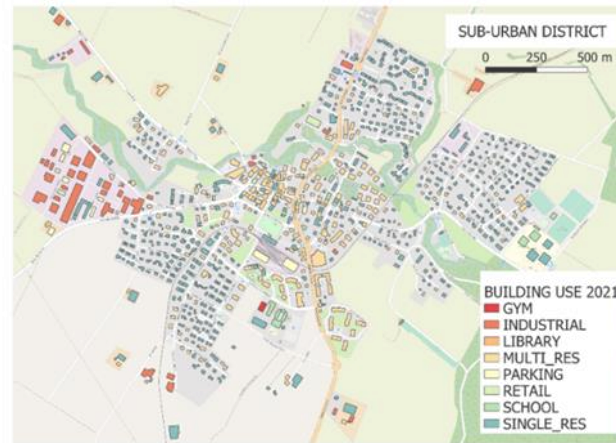 SUB-URBAN DISTRICT
0 250 500 m
BUILDING USE 2021
GYM
INDUSTRIAL
LIBRARY
MULTI_RES
PARKING
RETAIL
SCHOOL
SINGLE_RES